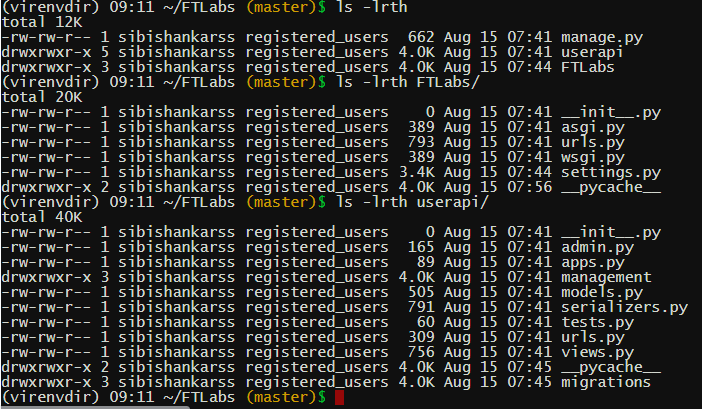 (virenvdir) 09:11 ~/FTLabs (master)$ ls -lrth
total 12K
-rw-rw-r-- 1 sibishankarss registered_users  662 Aug 15 07:41 manage.py
drwxrwxr-x 5 sibishankarss registered_users 4.0K Aug 15 07:41 userapi
drwxrwxr-x 3 sibishankarss registered_users 4.0K Aug 15 07:44 FTLabs
(virenvdir) 09:11 ~/FTLabs (master)$ ls -lrth FTLabs/
total 20K
-rw-rw-r-- 1 sibishankarss registered_users    0 Aug 15 07:41 __init__.py
-rw-rw-r-- 1 sibishankarss registered_users  389 Aug 15 07:41 asgi.py
-rw-rw-r-- 1 sibishankarss registered_users  793 Aug 15 07:41 urls.py
-rw-rw-r-- 1 sibishankarss registered_users  389 Aug 15 07:41 wsgi.py
-rw-rw-r-- 1 sibishankarss registered_users 3.4K Aug 15 07:44 settings.py
drwxrwxr-x 2 sibishankarss registered_users 4.0K Aug 15 07:56 __pycache__
(virenvdir) 09:11 ~/FTLabs (master)$ ls -lrth userapi/
total 40K
-rw-rw-r-- 1 sibishankarss registered_users    0 Aug 15 07:41 __init__.py
-rw-rw-r-- 1 sibishankarss registered_users  165 Aug 15 07:41 admin.py
-rw-rw-r-- 1 sibishankarss registered_users   89 Aug 15 07:41 apps.py
drwxrwxr-x 3 sibishankarss registered_users 4.0K Aug 15 07:41 management
-rw-rw-r-- 1 sibishankarss registered_users  505 Aug 15 07:41 models.py
-rw-rw-r-- 1 sibishankarss registered_users  791 Aug 15 07:41 serializers.py
-rw-rw-r-- 1 sibishankarss registered_users   60 Aug 15 07:41 tests.py
-rw-rw-r-- 1 sibishankarss registered_users  309 Aug 15 07:41 urls.py
-rw-rw-r-- 1 sibishankarss registered_users  756 Aug 15 07:41 views.py
drwxrwxr-x 2 sibishankarss registered_users 4.0K Aug 15 07:45 __pycache__
drwxrwxr-x 3 sibishankarss registered_users 4.0K Aug 15 07:45 migrations
(virenvdir) 09:11 ~/FTLabs (master)$